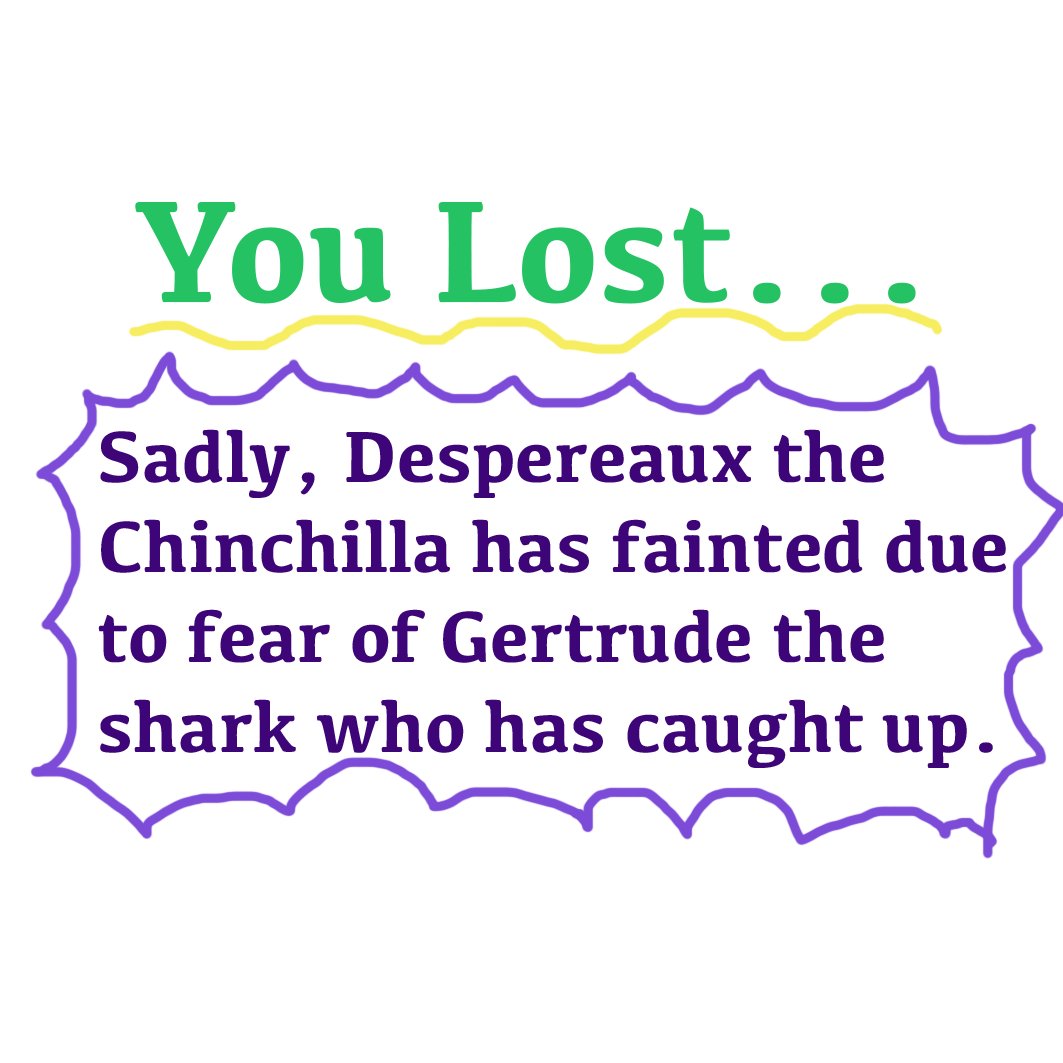 You Lost...
Sadly, Despereaux the
Chinchilla has fainted due
to fear of Gertrude the
shark who has caught up.